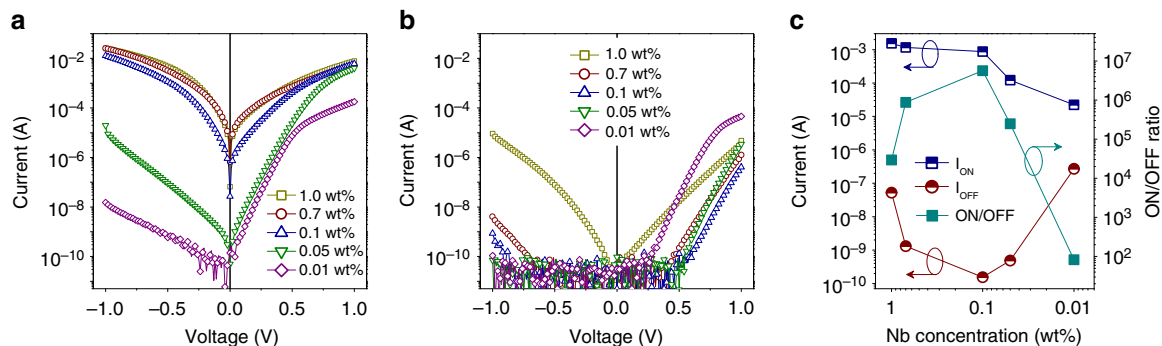 a
10⁻²
10⁻⁴
10⁻⁶
10⁻⁸
10⁻¹⁰
Current (A)
1.0 wt%
0.7 wt%
0.1 wt%
0.05 wt%
0.01 wt%
−1.0
−0.5
0.0
0.5
1.0
Voltage (V)
b
10⁻²
10⁻⁴
10⁻⁶
10⁻⁸
10⁻¹⁰
Current (A)
1.0 wt%
0.7 wt%
0.1 wt%
0.05 wt%
0.01 wt%
−1.0
−0.5
0.0
0.5
1.0
Voltage (V)
c
10⁻³
10⁻⁴
10⁻⁵
10⁻⁶
10⁻⁷
10⁻⁸
10⁻⁹
10⁻¹⁰
Current (A)
I_ON
I_OFF
ON/OFF
10⁷
10⁶
10⁵
10⁴
10³
10²
ON/OFF ratio
1
0.1
0.01
Nb concentration (wt%)